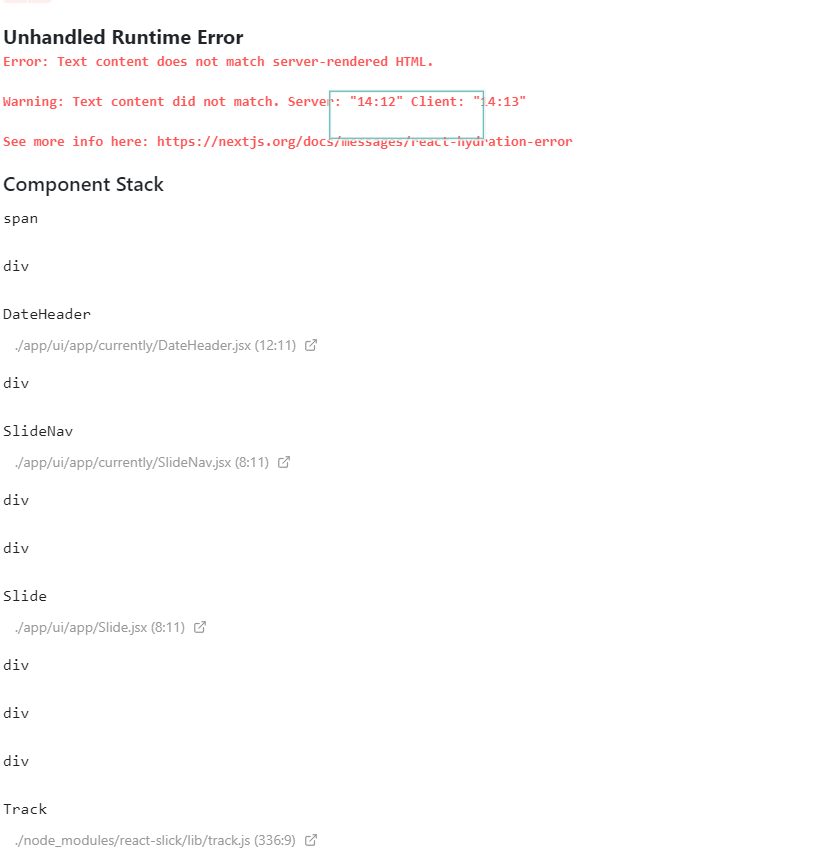 Unhandled Runtime Error
Error: Text content does not match server-rendered HTML.
Warning: Text content did not match. Server: "14:12" Client: "14:13"
See more info here: https://nextjs.org/docs/messages/react-hydration-error
Component Stack
span
div
DateHeader
./app/ui/app/currently/DateHeader.jsx (12:11)
div
SlideNav
./app/ui/app/currently/SlideNav.jsx (8:11)
div
div
Slide
./app/ui/app/Slide.jsx (8:11)
div
div
div
Track
./node_modules/react-slick/lib/track.js (336:9)